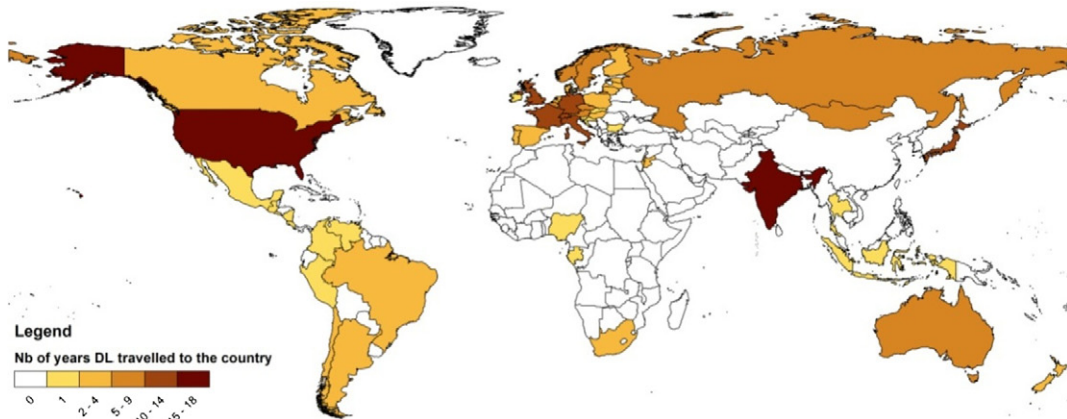 Legend
Nb of years DL travelled to the country
0
1
2 - 4
5 - 9
10 - 14
15 - 18